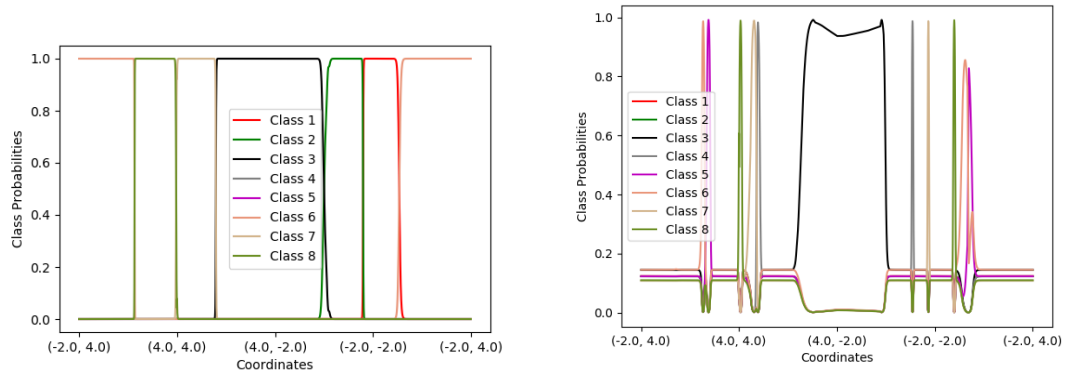 1.0
0.8
0.6
0.4
0.2
0.0
Class Probabilities
Class 1
Class 2
Class 3
Class 4
Class 5
Class 6
Class 7
Class 8
(-2.0, 4.0) (4.0, 4.0) (4.0, -2.0) (-2.0, -2.0) (-2.0, 4.0)
Coordinates
1.0
0.8
0.6
0.4
0.2
0.0
Class Probabilities
Class 1
Class 2
Class 3
Class 4
Class 5
Class 6
Class 7
Class 8
(-2.0, 4.0) (4.0, 4.0) (4.0, -2.0) (-2.0, -2.0) (-2.0, 4.0)
Coordinates